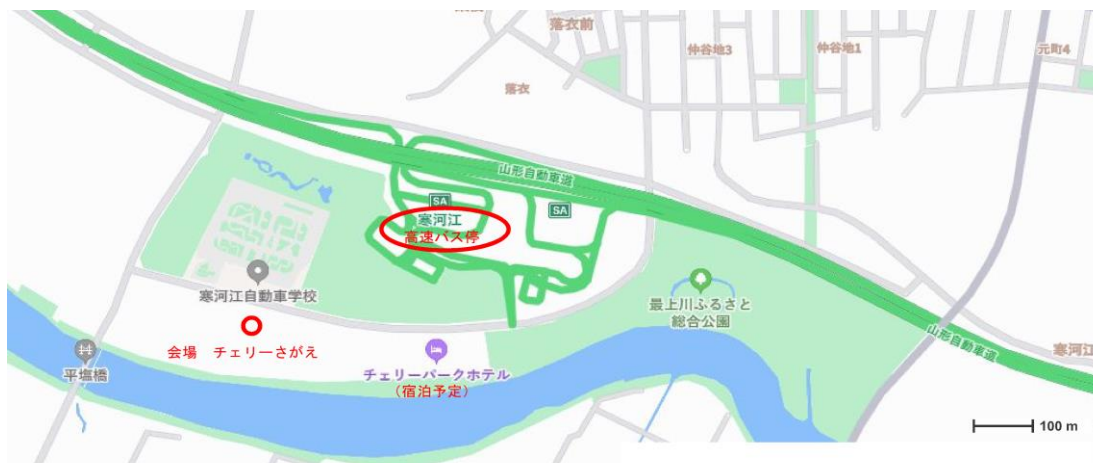 落衣前
仲谷地3
仲谷地1
元町4
落衣
山形自動車道
SA
寒河江
高速バス停
SA
寒河江自動車学校
最上川ふるさと
総合公園
会場 チェリーさがえ
平塩橋
チェリーパークホテル
(宿泊予定)
山形自動車道
寒河江
100 m